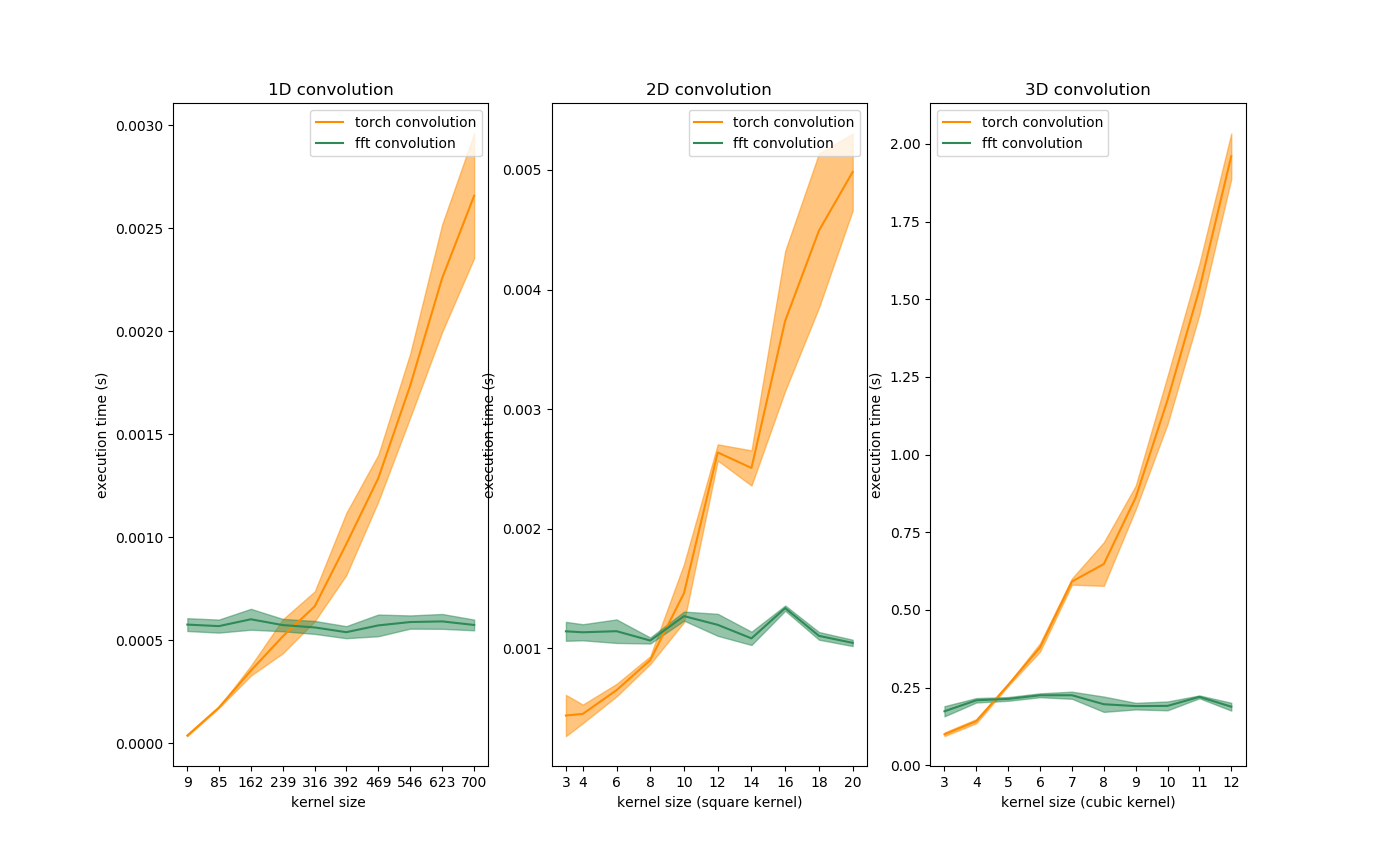 1D convolution
torch convolution
fft convolution
0.0030
0.0025
0.0020
0.0015
0.0010
0.0005
0.0000
execution time (s)
9 85 162 239 316 392 469 546 623 700
kernel size
2D convolution
torch convolution
fft convolution
0.005
0.004
0.003
0.002
0.001
execution time (s)
3 4 6 8 10 12 14 16 18 20
kernel size (square kernel)
3D convolution
torch convolution
fft convolution
2.00
1.75
1.50
1.25
1.00
0.75
0.50
0.25
0.00
execution time (s)
3 4 5 6 7 8 9 10 11 12
kernel size (cubic kernel)